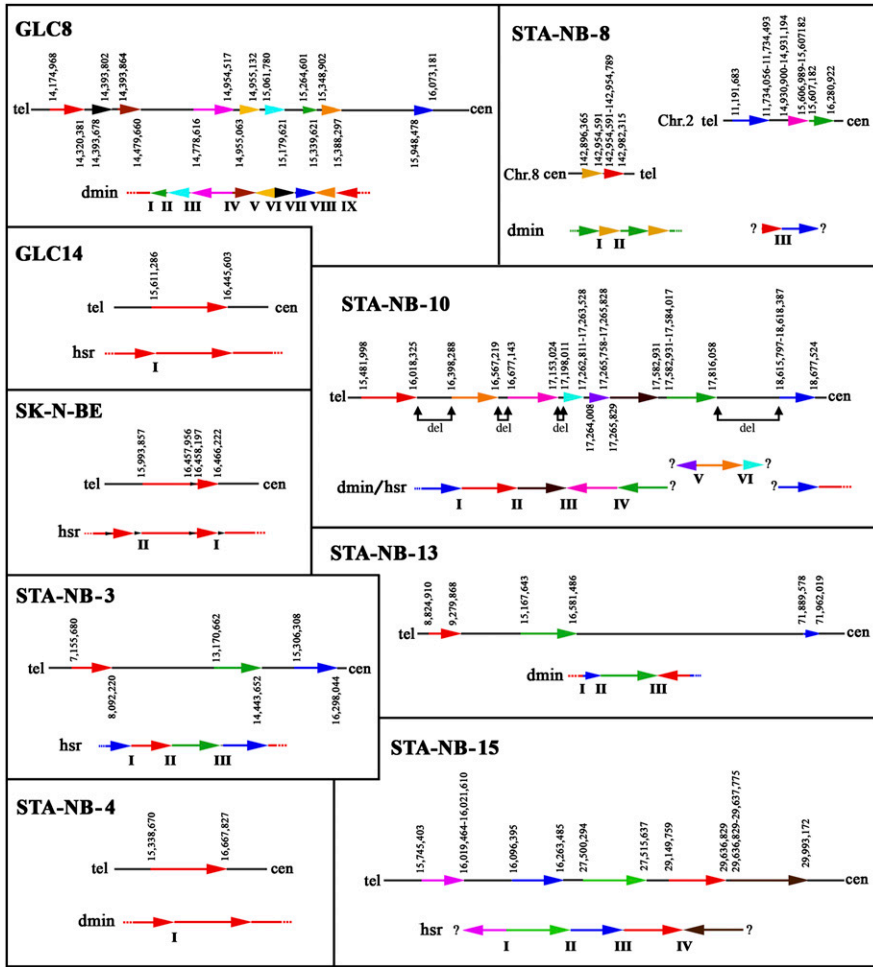 GLC8
14,174,968
14,393,802
14,393,864
14,954,517
14,955,132
15,061,780
15,264,601
15,348,902
16,073,181
tel
cen
14,320,381
14,393,678
14,479,660
14,778,616
14,955,063
15,179,621
15,339,621
15,388,297
15,948,478
dmin
I II III IV V VI VII VIII IX
STA-NB-8
11,191,683
11,734,056-11,734,493
14,930,900-14,931,194
15,606,989-15,607182
15,607,182
16,280,922
Chr.2 tel
cen
142,896,365
142,954,591
142,954,591-142,954,789
142,982,315
Chr.8 cen
tel
dmin
I II
? III ?
GLC14
15,611,286
16,445,603
tel
cen
hsr
I
STA-NB-10
15,481,998
16,018,325
16,398,288
16,567,219
16,677,143
17,153,024
17,198,011
17,262,811-17,263,528
17,265,758-17,265,828
17,582,931
17,582,931-17,584,017
17,816,058
18,615,797-18,618,387
18,677,524
tel
cen
del
del
del
17,264,008
17,265,829
del
dmin/hsr
I II III IV
? V VI ?
?
SK-N-BE
15,993,857
16,457,956
16,458,197
16,466,222
tel
cen
hsr
II I
STA-NB-13
8,824,910
9,279,868
15,167,643
16,581,486
71,889,578
71,962,019
tel
cen
dmin
I II III
STA-NB-3
7,155,680
13,170,662
15,306,308
tel
cen
8,092,220
14,443,652
16,298,044
hsr
I II III
STA-NB-15
15,745,403
16,019,464-16,021,610
16,096,395
16,263,485
27,500,294
27,515,637
29,149,759
29,636,829
29,636,829-29,637,775
29,993,172
tel
cen
hsr ? ?
I II III IV
STA-NB-4
15,338,670
16,667,827
tel
cen
dmin
I